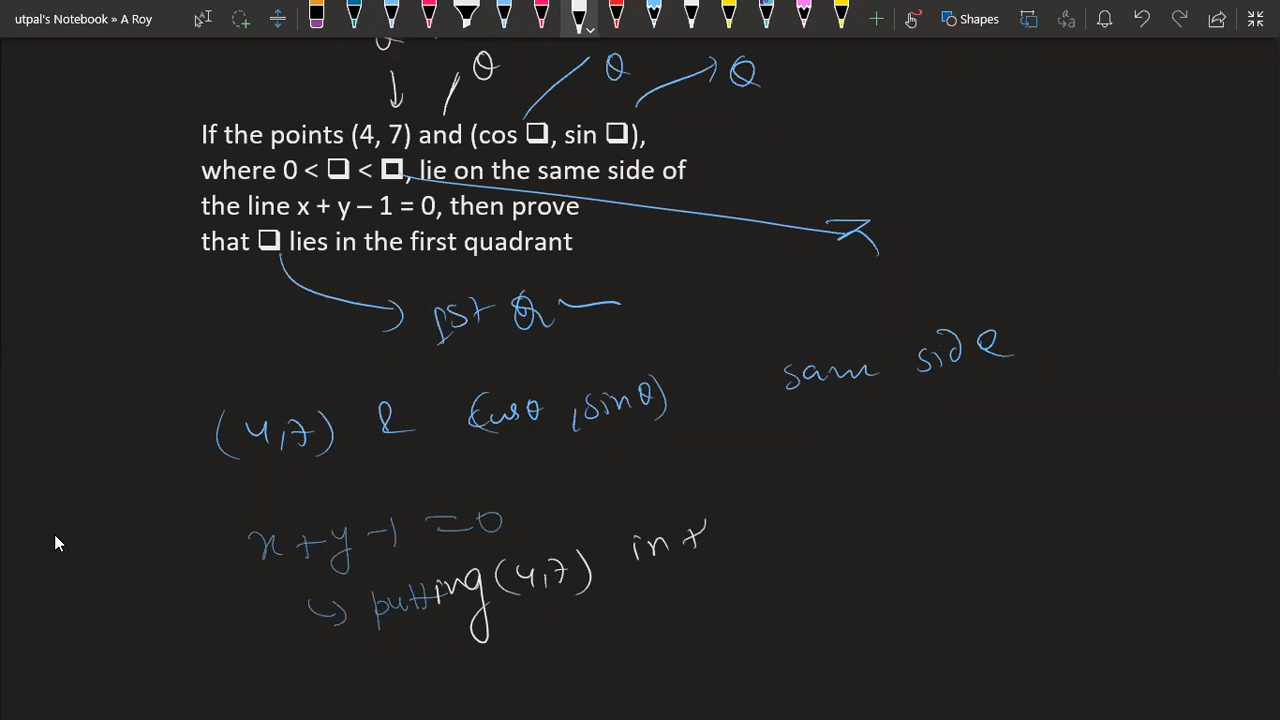 utpal's Notebook » A Roy
Shapes
θ
θ
θ
If the points (4, 7) and (cos ❑, sin ❑),
where 0 < ❑ < ❑, lie on the same side of
the line x + y – 1 = 0, then prove
that ❑ lies in the first quadrant
same side
(4,7) & (cosθ, sinθ)
x + y - 1 = 0
↳ putting (4,7) in